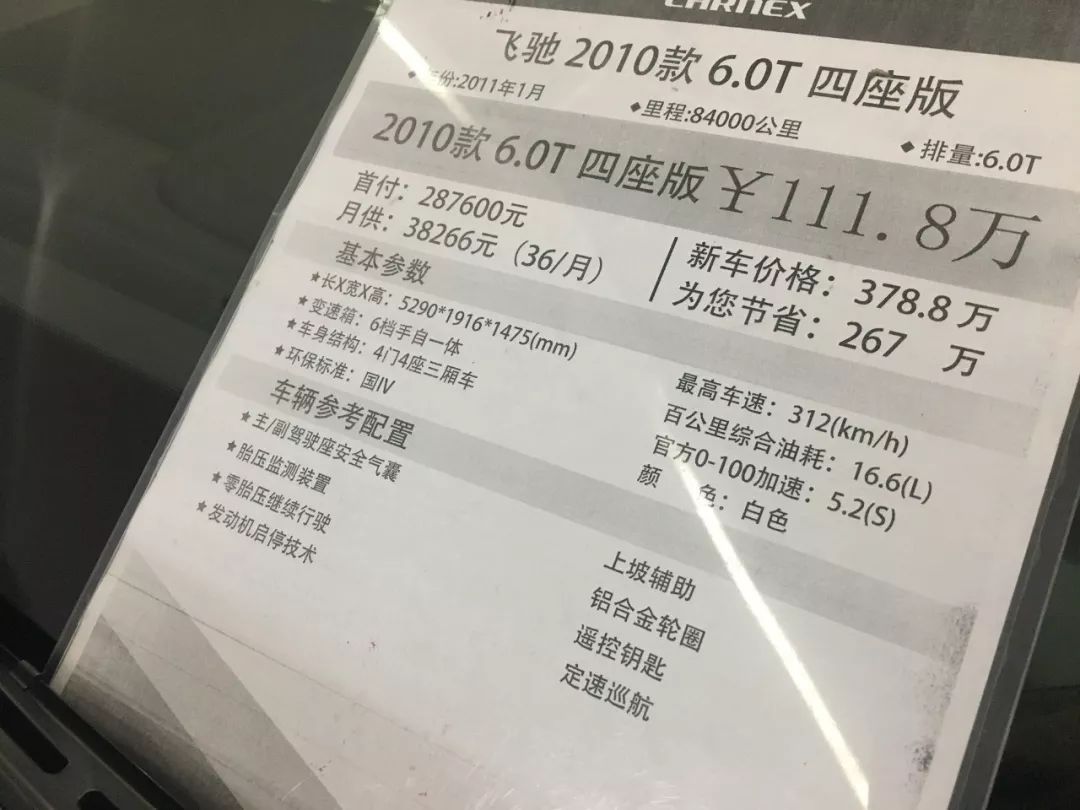 CARNEX
飞驰 2010款 6.0T 四座版
份:2011年1月
◆里程:84000公里
◆排量:6.0T
2010款 6.0T 四座版 ￥111.8万
首付：287600元
月供：38266元（36/月）
新车价格：378.8 万
为您节省：267 万
基本参数
★长X宽X高：5290*1916*1475(mm)
★变速箱：6档手自一体
★车身结构：4门4座三厢车
★环保标准：国IV
最高车速：312(km/h)
百公里综合油耗：16.6(L)
官方0-100加速：5.2(S)
颜 色：白色
车辆参考配置
★主/副驾驶座安全气囊
★胎压监测装置
★零胎压继续行驶
★发动机启停技术
上坡辅助
铝合金轮圈
遥控钥匙
定速巡航